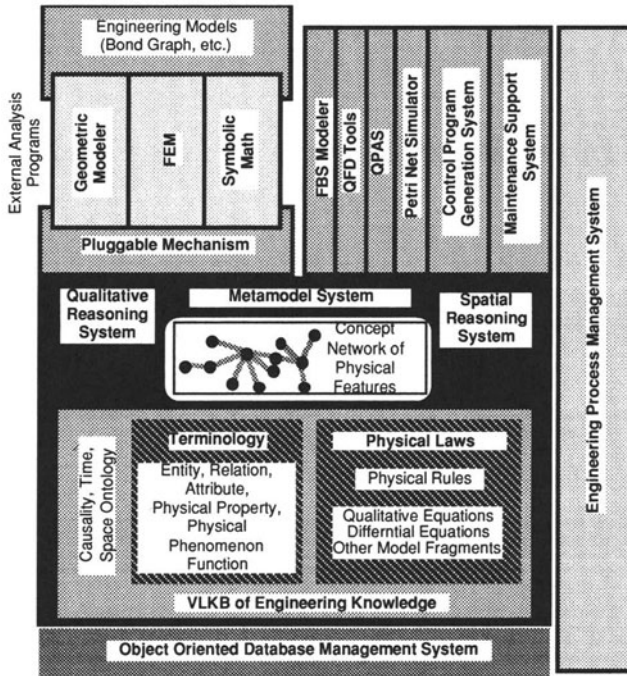 Engineering Models
(Bond Graph, etc.)
External Analysis
Programs
Geometric
Modeler
FEM
Symbolic
Math
Pluggable Mechanism
FBS Modeler
QFD Tools
QPAS
Petri Net Simulator
Control Program
Generation System
Maintenance Support
System
Engineering Process Management System
Qualitative
Reasoning
System
Metamodel System
Spatial
Reasoning
System
Concept
Network of
Physical
Features
Causality, Time,
Space Ontology
Terminology
Entity, Relation,
Attribute,
Physical Property,
Physical
Phenomenon
Function
Physical Laws
Physical Rules
Qualitative Equations
Differntial Equations
Other Model Fragments
VLKB of Engineering Knowledge
Object Oriented Database Management System